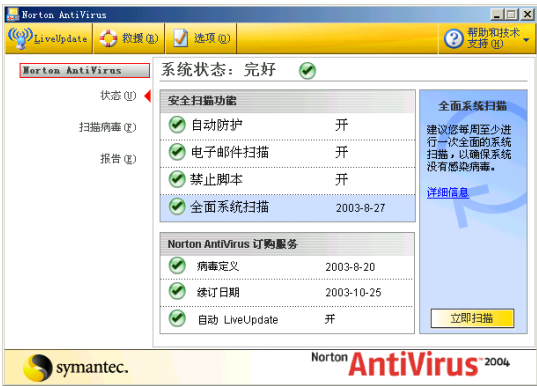 Norton AntiVirus
LiveUpdate 救援(R) 选项(O) 帮助和技术支持(H)
Norton AntiVirus
状态(U)
扫描病毒(F)
报告(E)
系统状态：完好
安全扫描功能
自动防护 开
电子邮件扫描 开
禁止脚本 开
全面系统扫描 2003-8-27
Norton AntiVirus 订购服务
病毒定义 2003-8-20
续订日期 2003-10-25
自动 LiveUpdate 开
全面系统扫描
建议您每周至少进
行一次全面的系统
扫描，以确保系统
没有感染病毒。
详细信息
立即扫描
symantec.
Norton AntiVirus 2004